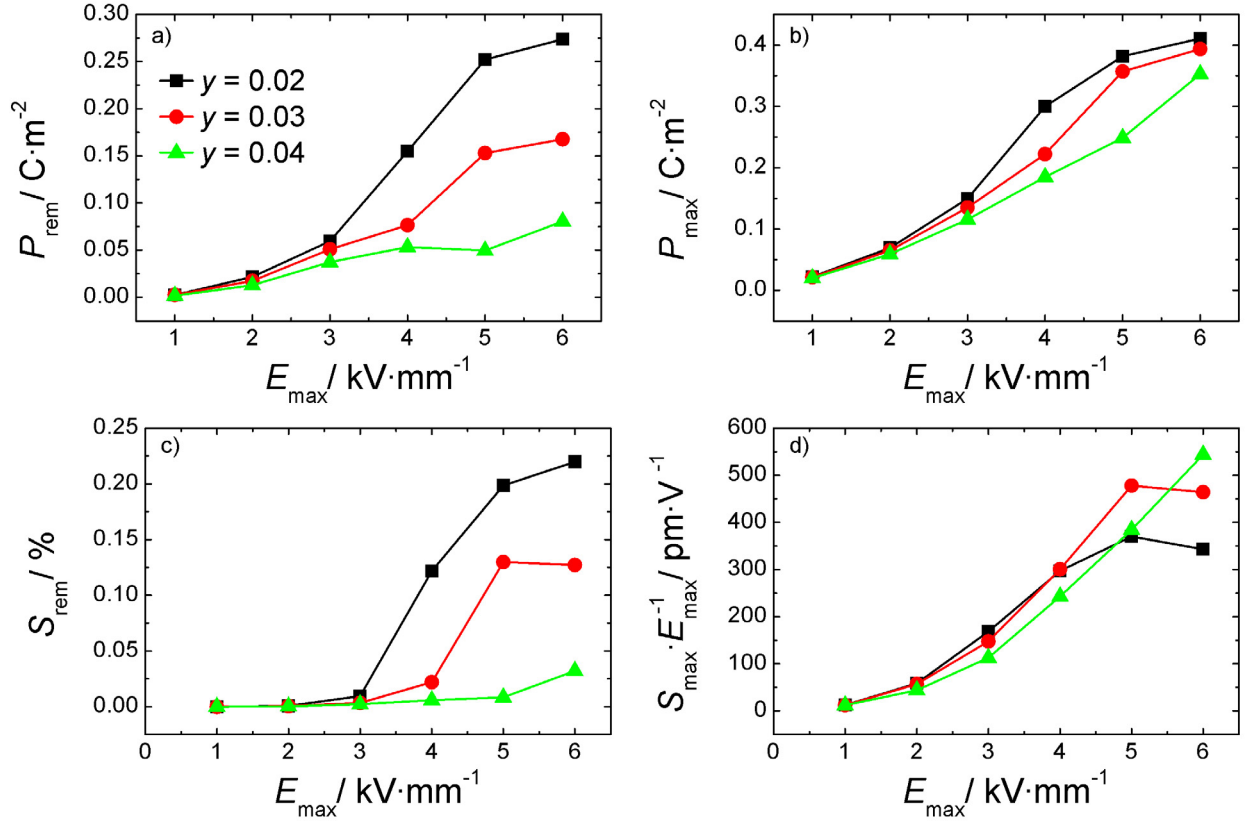 a)
y = 0.02
y = 0.03
y = 0.04
0.30
0.25
0.20
0.15
0.10
0.05
0.00
P_rem/ C·m^-2
1 2 3 4 5 6
E_max/ kV·mm^-1
b)
0.4
0.3
0.2
0.1
0.0
P_max/ C·m^-2
1 2 3 4 5 6
E_max/ kV·mm^-1
c)
0.25
0.20
0.15
0.10
0.05
0.00
S_rem/ %
0 1 2 3 4 5 6
E_max/ kV·mm^-1
d)
600
500
400
300
200
100
0
S_max·E_max^-1/ pm·V^-1
0 1 2 3 4 5 6
E_max/ kV·mm^-1